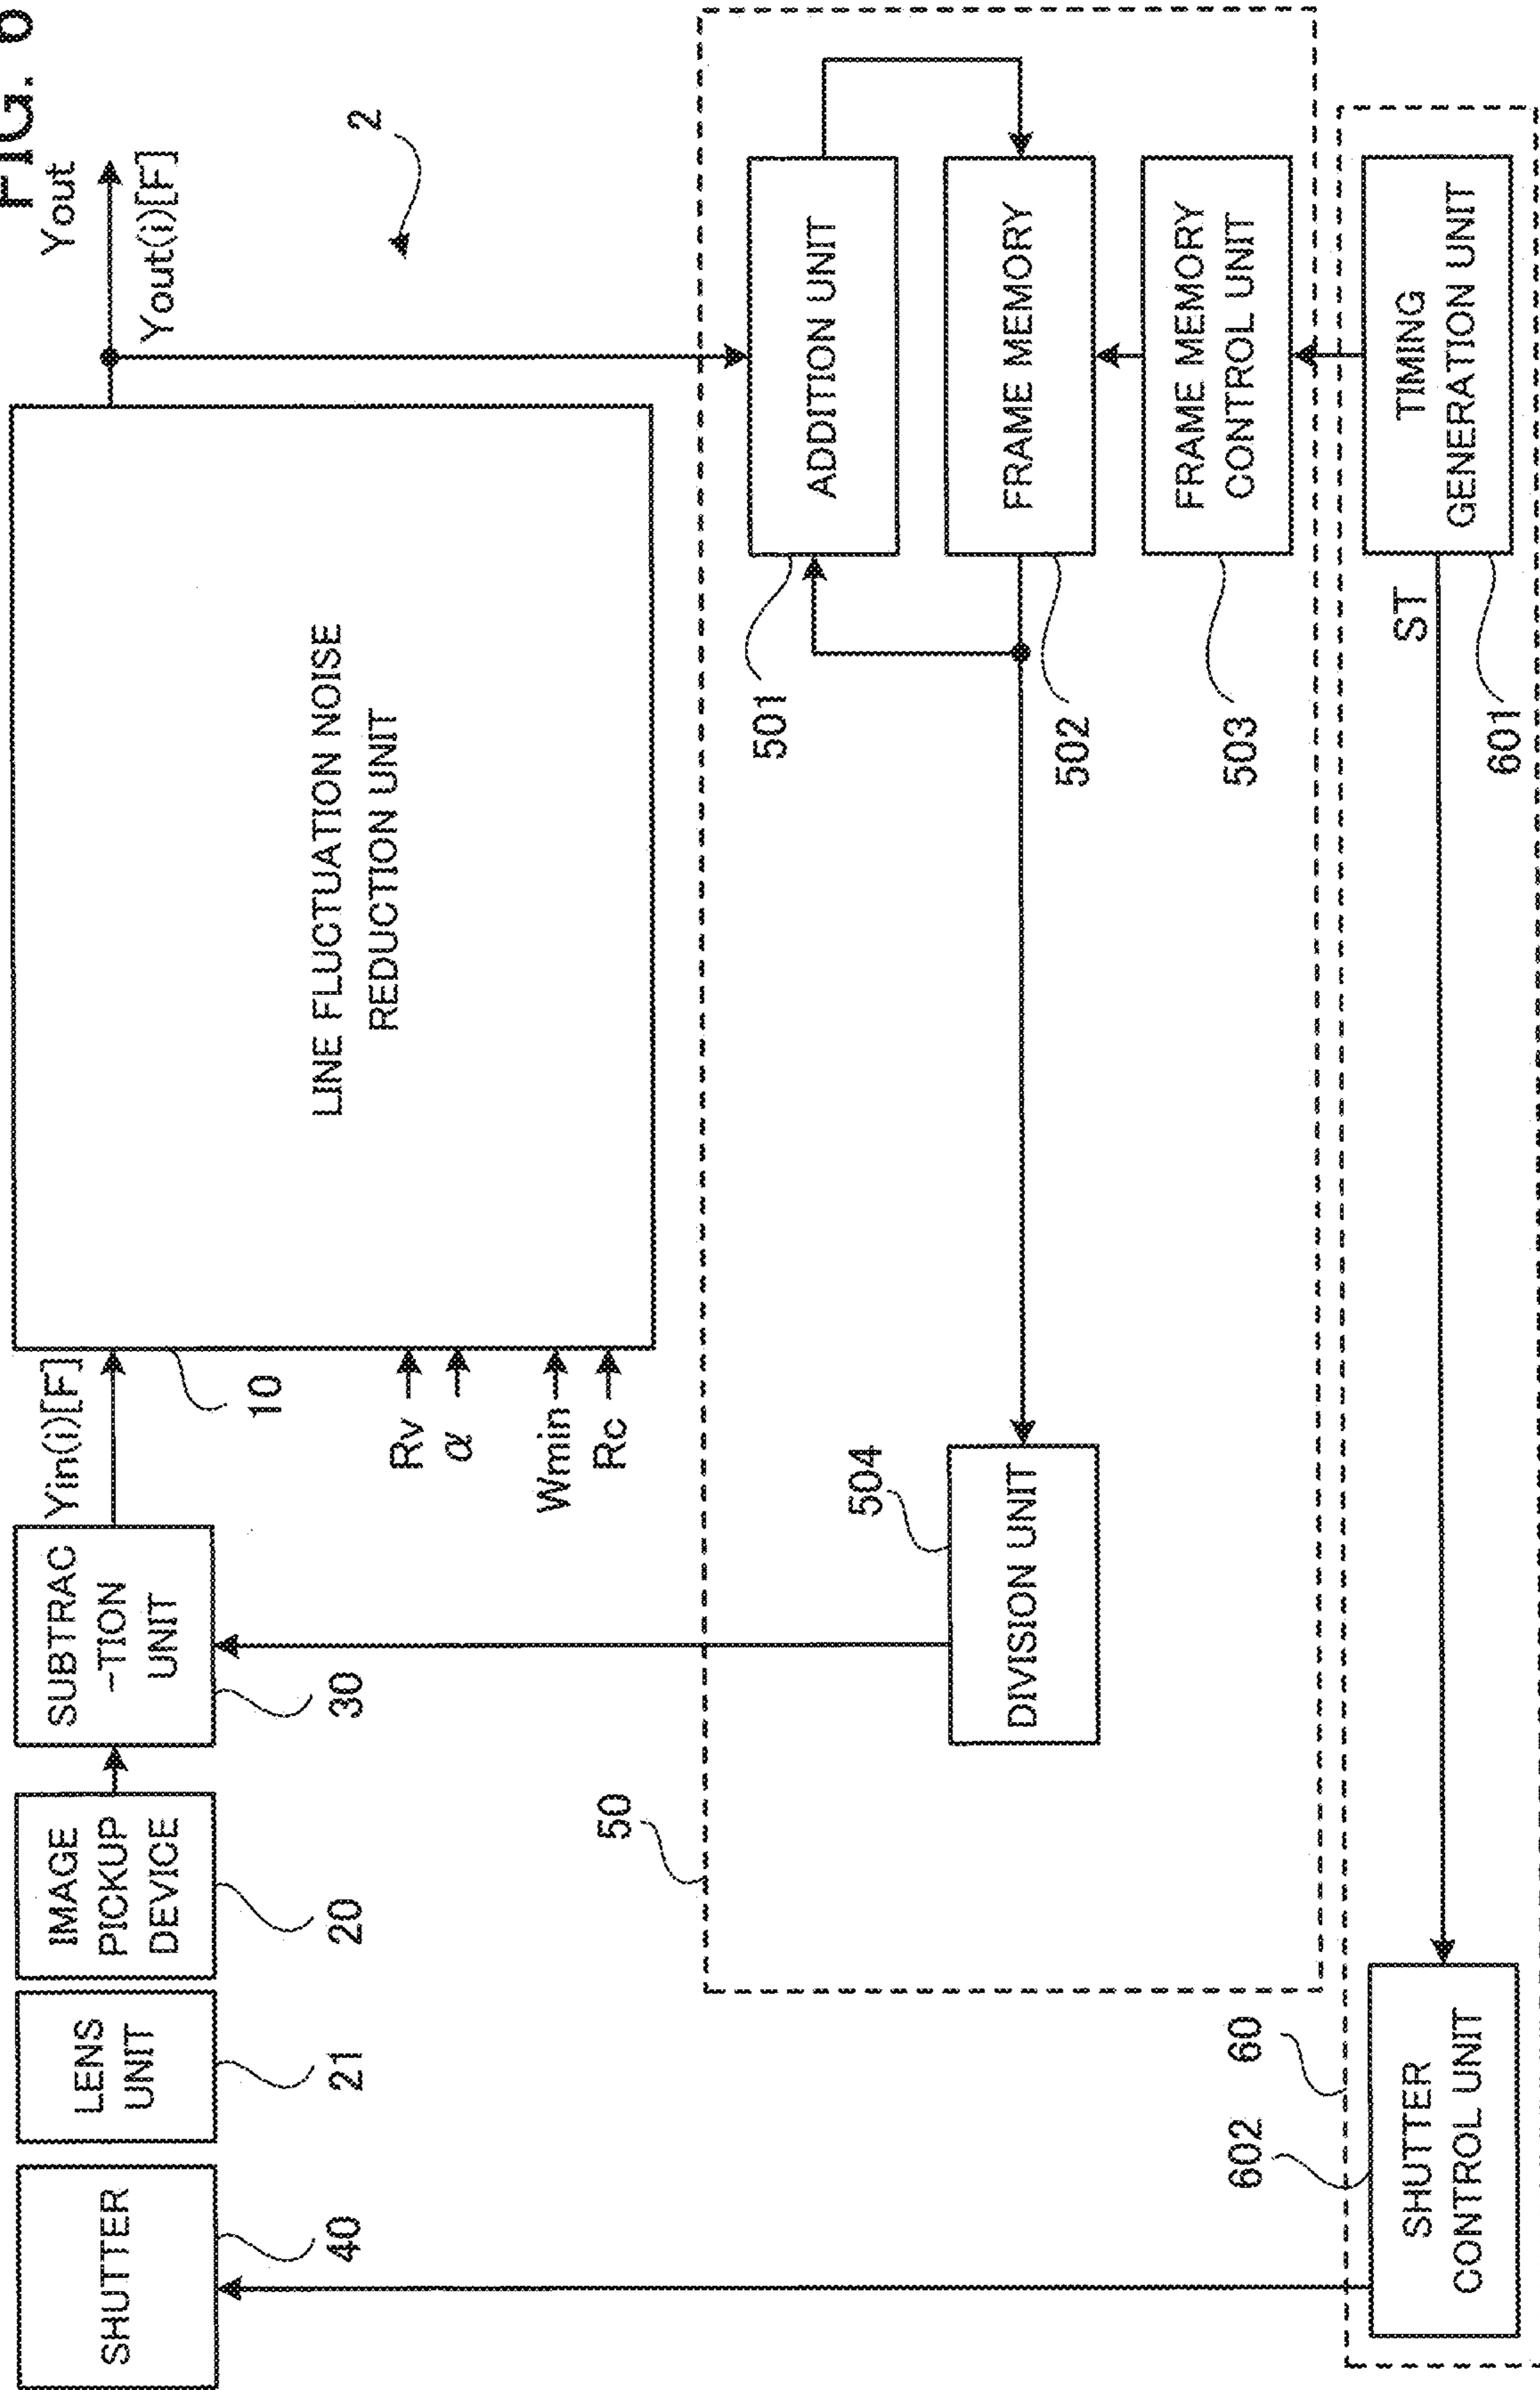 FIG. 6
2
SHUTTER
40
LENS
UNIT
21
IMAGE
PICKUP
DEVICE
20
SUBTRAC
-TION
UNIT
30
Yin(i)[F]
10
Rv
α
Wmin
Rc
LINE FLUCTUATION NOISE
REDUCTION UNIT
Yout
Yout(i)[F]
50
DIVISION UNIT
504
ADDITION UNIT
501
FRAME MEMORY
502
FRAME MEMORY
CONTROL UNIT
503
60
602
SHUTTER
CONTROL UNIT
ST
TIMING
GENERATION UNIT
601